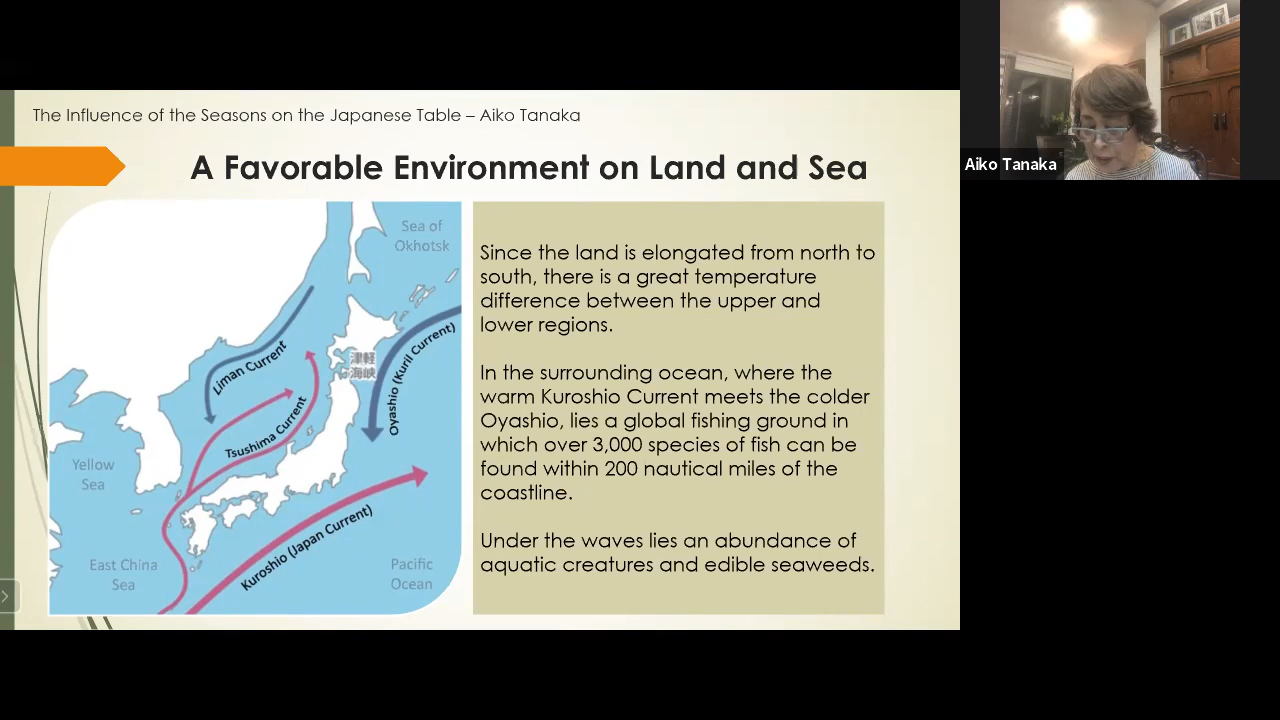 The Influence of the Seasons on the Japanese Table – Aiko Tanaka
A Favorable Environment on Land and Sea
Sea of
Okhotsk
Liman Current
Oyashio (Kuril Current)
津軽
海峡
Tsushima Current
Yellow
Sea
Kuroshio (Japan Current)
East China
Sea
Pacific
Ocean
Since the land is elongated from north to
south, there is a great temperature
difference between the upper and
lower regions.
In the surrounding ocean, where the
warm Kuroshio Current meets the colder
Oyashio, lies a global fishing ground in
which over 3,000 species of fish can be
found within 200 nautical miles of the
coastline.
Under the waves lies an abundance of
aquatic creatures and edible seaweeds.
Aiko Tanaka